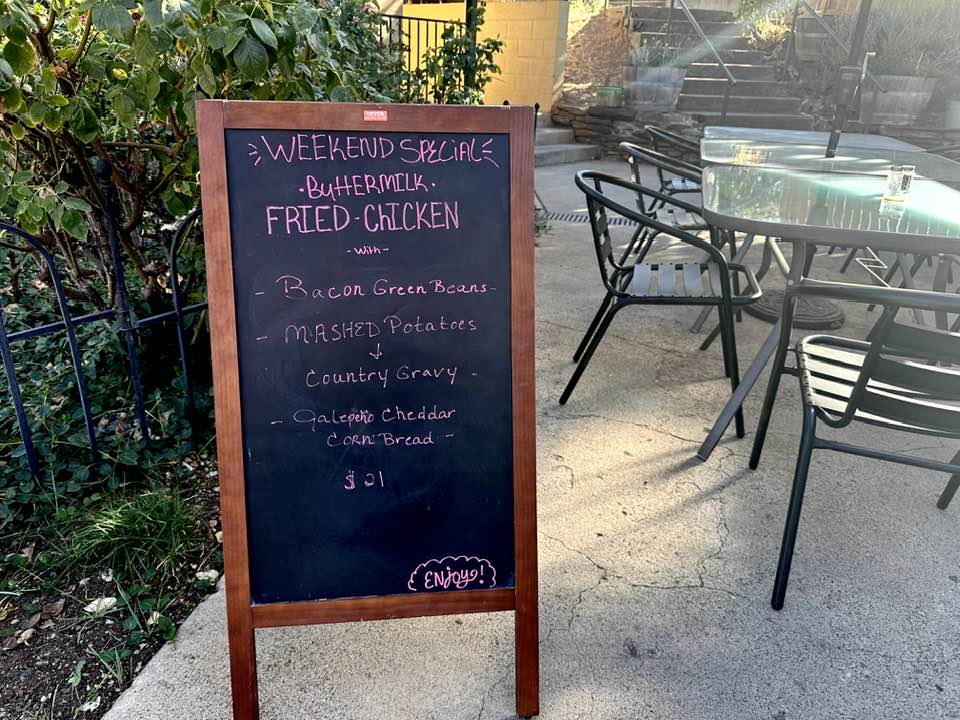 VEVOR
WEEKEND SPECIAL
·BUTTERMILK·
FRIED-CHICKEN
-with-
- Bacon Green Beans-
- MASHED Potatoes
↓
Country Gravy -
- Galepeño Cheddar
CORN Bread -
$21
ENJOY!